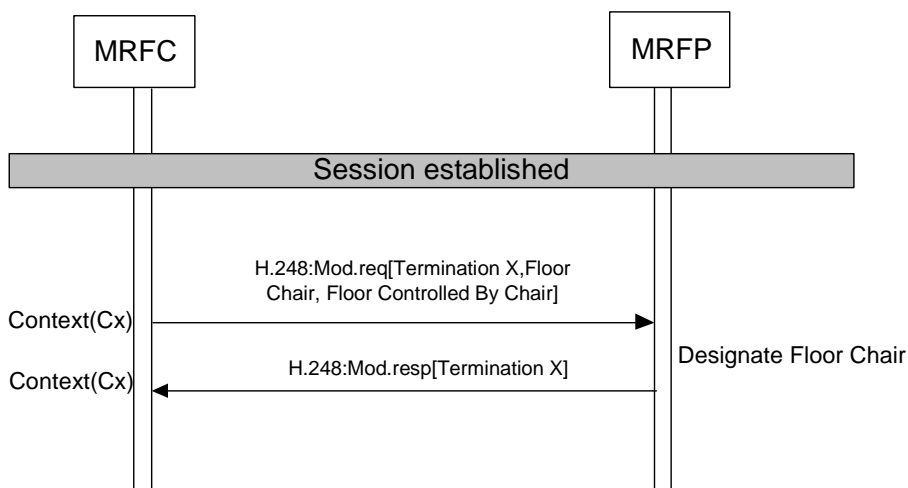 MRFC
MRFP
Session established
H.248:Mod.req[Termination X,Floor
Chair, Floor Controlled By Chair]
Context(Cx)
Designate Floor Chair
H.248:Mod.resp[Termination X]
Context(Cx)